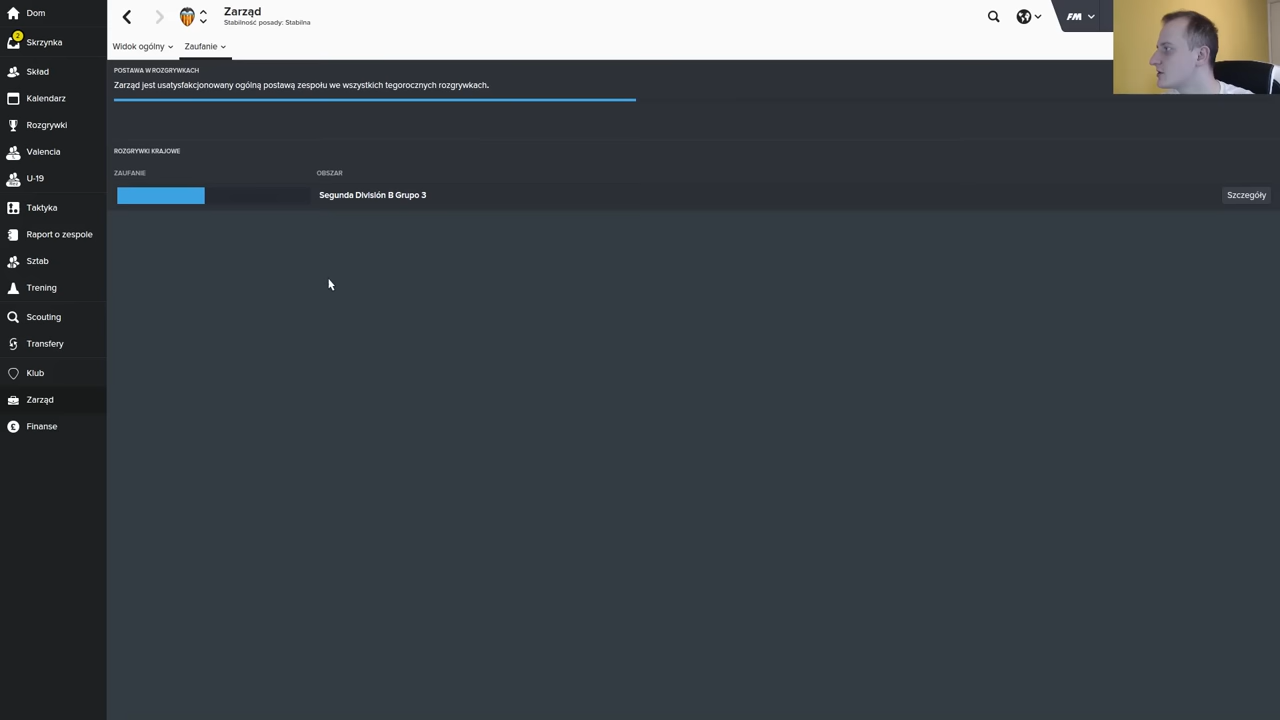 Dom
2
Skrzynka
Skład
Kalendarz
Rozgrywki
Valencia
U-19
Taktyka
Raport o zespole
Sztab
Trening
Scouting
Transfery
Klub
Zarząd
Finanse
Zarząd
Stabilność posady: Stabilna
FM
Widok ogólny
Zaufanie
POSTAWA W ROZGRYWKACH
Zarząd jest usatysfakcjonowany ogólną postawą zespołu we wszystkich tegorocznych rozgrywkach.
ROZGRYWKI KRAJOWE
ZAUFANIE OBSZAR
Segunda División B Grupo 3 Szczegóły